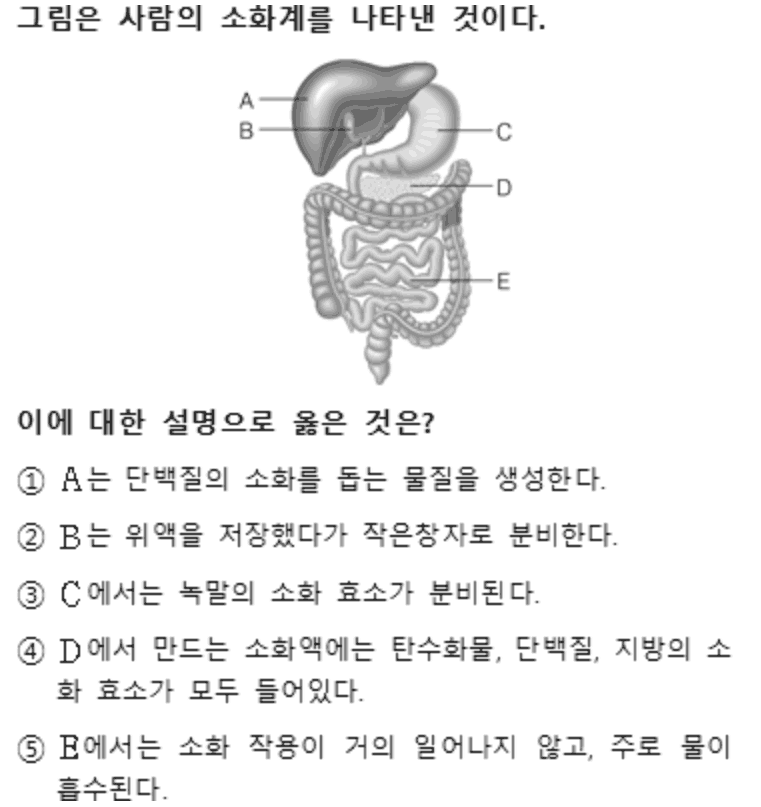 그림은 사람의 소화계를 나타낸 것이다.
A
B
C
D
E
이에 대한 설명으로 옳은 것은?
① A는 단백질의 소화를 돕는 물질을 생성한다.
② B는 위액을 저장했다가 작은창자로 분비한다.
③ C에서는 녹말의 소화 효소가 분비된다.
④ D에서 만드는 소화액에는 탄수화물, 단백질, 지방의 소
화 효소가 모두 들어있다.
⑤ E에서는 소화 작용이 거의 일어나지 않고, 주로 물이
흡수된다.